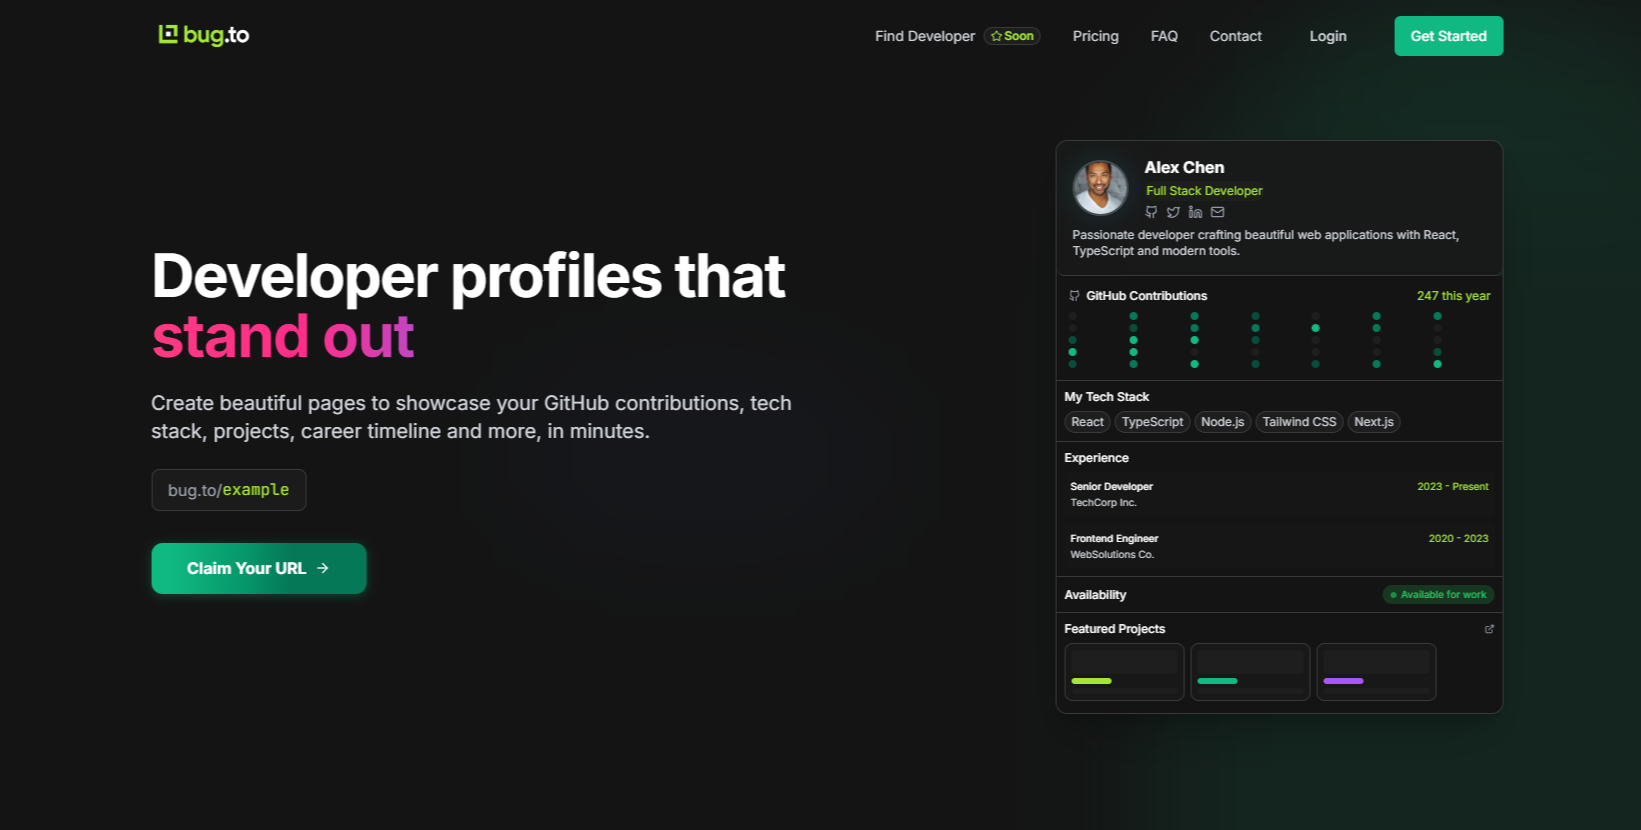 bug.to
Find Developer Soon Pricing FAQ Contact Login Get Started
Developer profiles that
stand out
Create beautiful pages to showcase your GitHub contributions, tech
stack, projects, career timeline and more, in minutes.
bug.to/example
Claim Your URL →
Alex Chen
Full Stack Developer
Passionate developer crafting beautiful web applications with React,
TypeScript and modern tools.
GitHub Contributions 247 this year
My Tech Stack
React TypeScript Node.js Tailwind CSS Next.js
Experience
Senior Developer 2023 - Present
TechCorp Inc.
Frontend Engineer 2020 - 2023
WebSolutions Co.
Availability Available for work
Featured Projects